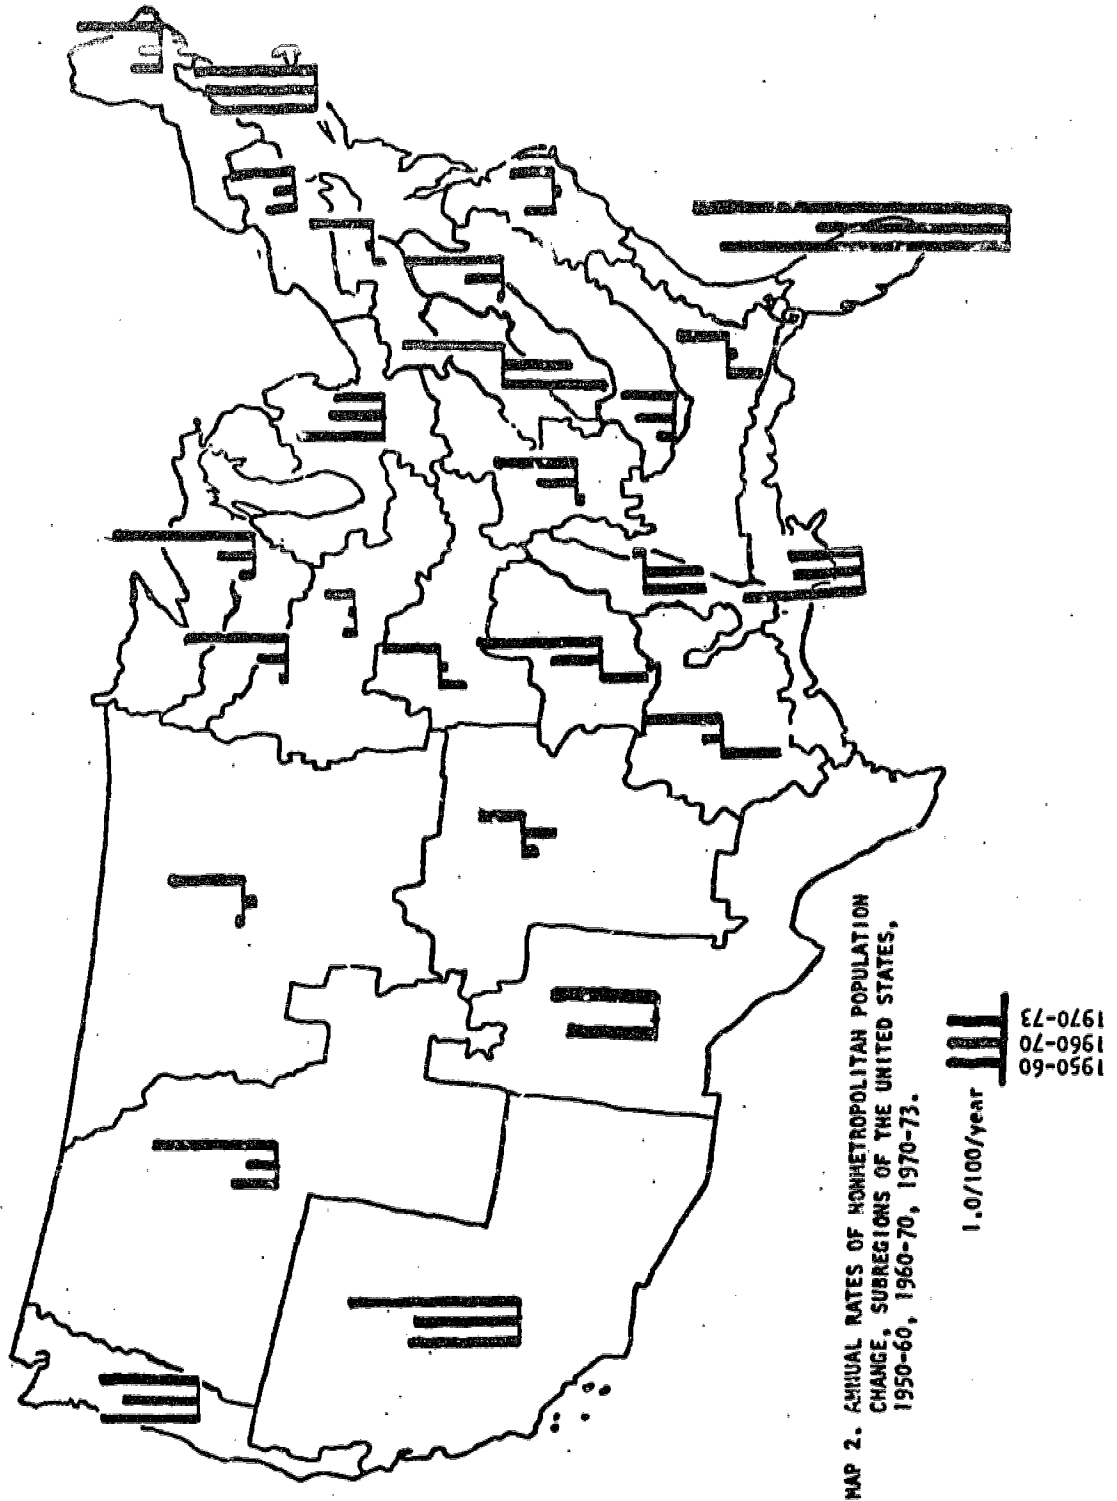 MAP 2. ANNUAL RATES OF NONMETROPOLITAN POPULATION
CHANGE, SUBREGIONS OF THE UNITED STATES,
1950-60, 1960-70, 1970-73.
1.0/100/year
1950-60
1960-70
1970-73